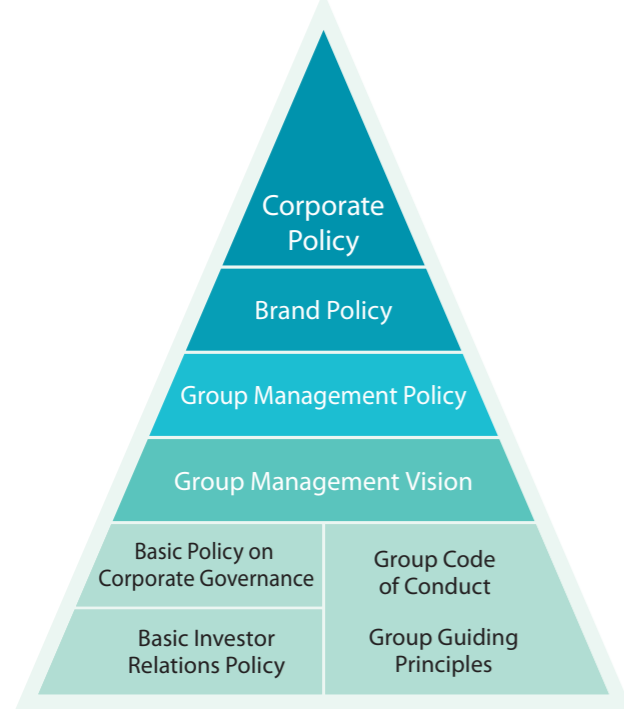 Corporate
Policy
Brand Policy
Group Management Policy
Group Management Vision
Basic Policy on
Corporate Governance
Basic Investor
Relations Policy
Group Code
of Conduct
Group Guiding
Principles